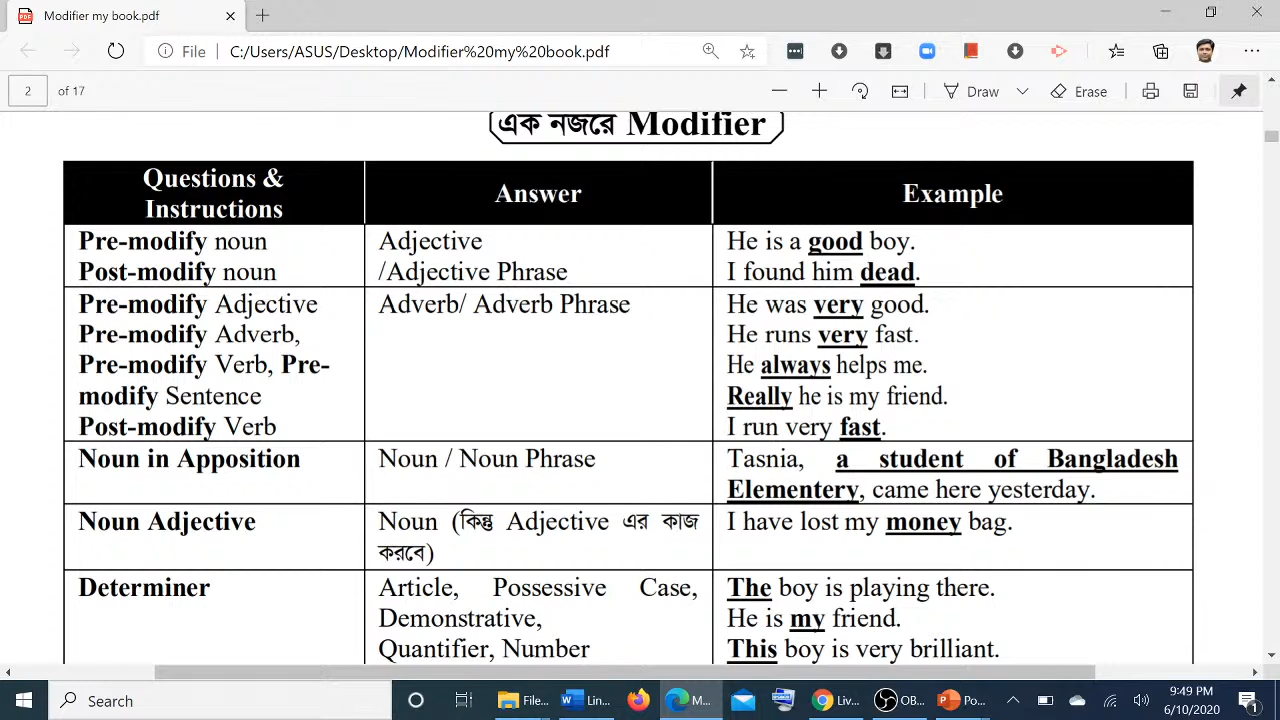 Modifier my book.pdf
File C:/Users/ASUS/Desktop/Modifier%20my%20book.pdf
2 of 17 Draw Erase
এক নজরে Modifier
Questions & Instructions Answer Example
Pre-modify noun Adjective He is a good boy.
Post-modify noun /Adjective Phrase I found him dead.
Pre-modify Adjective Adverb/ Adverb Phrase He was very good.
Pre-modify Adverb, He runs very fast.
Pre-modify Verb, Pre- He always helps me.
modify Sentence Really he is my friend.
Post-modify Verb I run very fast.
Noun in Apposition Noun / Noun Phrase Tasnia, a student of Bangladesh
Elementery, came here yesterday.
Noun Adjective Noun (কিন্তু Adjective এর কাজ I have lost my money bag.
করবে)
Determiner Article, Possessive Case, The boy is playing there.
Demonstrative, He is my friend.
Quantifier, Number This boy is very brilliant.
Search File... Lin... M... Liv... OB... Po... 9:49 PM
6/10/2020